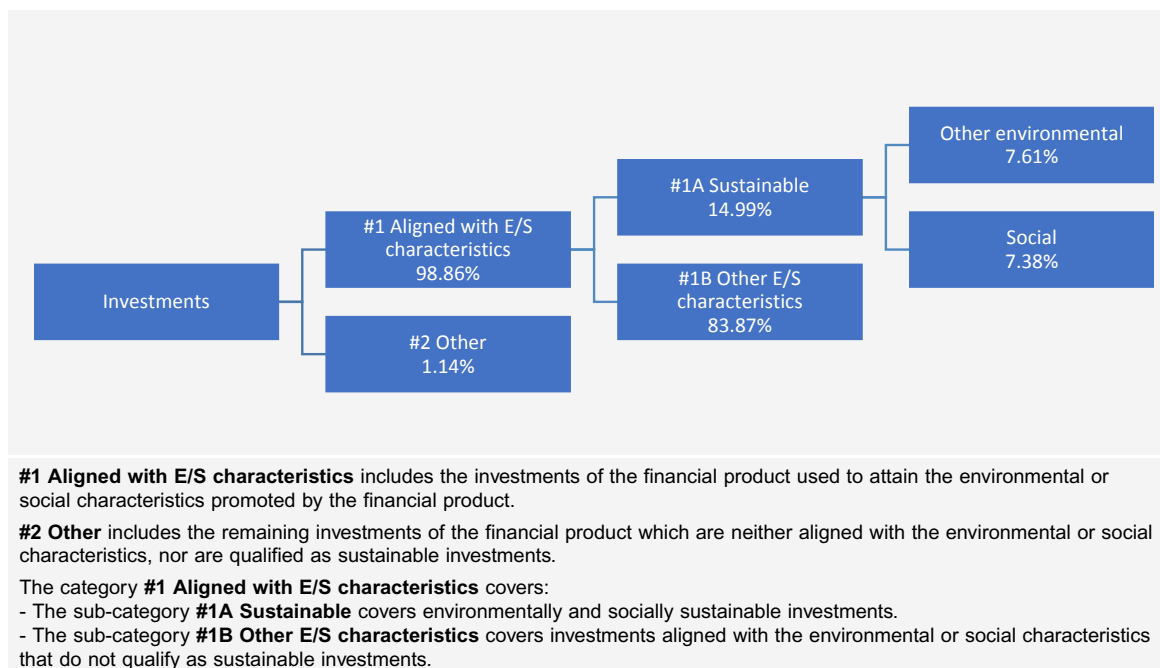 Investments
#1 Aligned with E/S
characteristics
98.86%
#2 Other
1.14%
#1A Sustainable
14.99%
#1B Other E/S
characteristics
83.87%
Other environmental
7.61%
Social
7.38%
#1 Aligned with E/S characteristics includes the investments of the financial product used to attain the environmental or
social characteristics promoted by the financial product.
#2 Other includes the remaining investments of the financial product which are neither aligned with the environmental or social
characteristics, nor are qualified as sustainable investments.
The category #1 Aligned with E/S characteristics covers:
- The sub-category #1A Sustainable covers environmentally and socially sustainable investments.
- The sub-category #1B Other E/S characteristics covers investments aligned with the environmental or social characteristics
that do not qualify as sustainable investments.